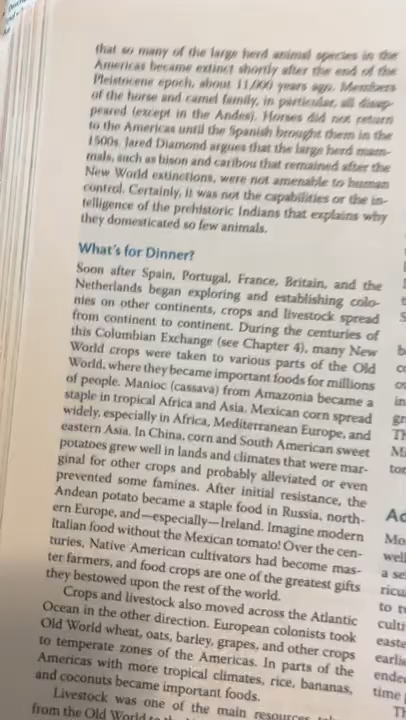 that so many of the large herd animal species in the
Americas became extinct shortly after the end of the
Pleistocene epoch, about 11,000 years ago. Members
of the horse and camel family, in particular, all disap-
peared (except in the Andes). Horses did not return
to the Americas until the Spanish brought them in the
1500s. Jared Diamond argues that the large herd mam-
mals, such as bison and caribou that remained after the
New World extinctions, were not amenable to human
control. Certainly, it was not the capabilities or the in-
telligence of the prehistoric Indians that explains why
they domesticated so few animals.
What's for Dinner?
Soon after Spain, Portugal, France, Britain, and the
Netherlands began exploring and establishing colo-
nies on other continents, crops and livestock spread
from continent to continent. During the centuries of
this Columbian Exchange (see Chapter 4), many New
World crops were taken to various parts of the Old
World, where they became important foods for millions
of people. Manioc (cassava) from Amazonia became a
staple in tropical Africa and Asia. Mexican corn spread
widely, especially in Africa, Mediterranean Europe, and
eastern Asia. In China, corn and South American sweet
potatoes grew well in lands and climates that were mar-
ginal for other crops and probably alleviated or even
prevented some famines. After initial resistance, the
Andean potato became a staple food in Russia, north-
ern Europe, and—especially—Ireland. Imagine modern
Italian food without the Mexican tomato! Over the cen-
turies, Native American cultivators had become mas-
ter farmers, and food crops are one of the greatest gifts
they bestowed upon the rest of the world.
Crops and livestock also moved across the Atlantic
Ocean in the other direction. European colonists took
Old World wheat, oats, barley, grapes, and other crops
to temperate zones of the Americas. In parts of the
Americas with more tropical climates, rice, bananas,
and coconuts became important foods.
Livestock was one of the main resources
from the Old World to the